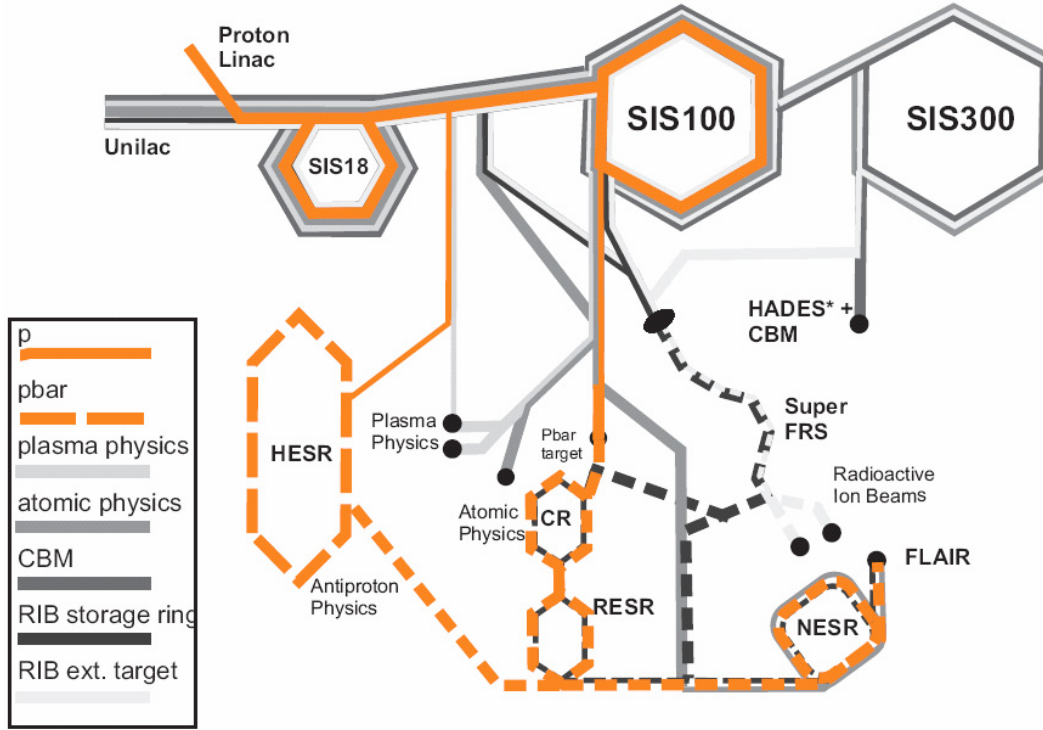 Proton
Linac
Unilac
SIS18
SIS100
SIS300
HADES* +
CBM
Super
FRS
Radioactive
Ion Beams
FLAIR
NESR
HESR
Plasma
Physics
Atomic
Physics
Pbar
target
CR
RESR
Antiproton
Physics
p
pbar
plasma physics
atomic physics
CBM
RIB storage ring
RIB ext. target